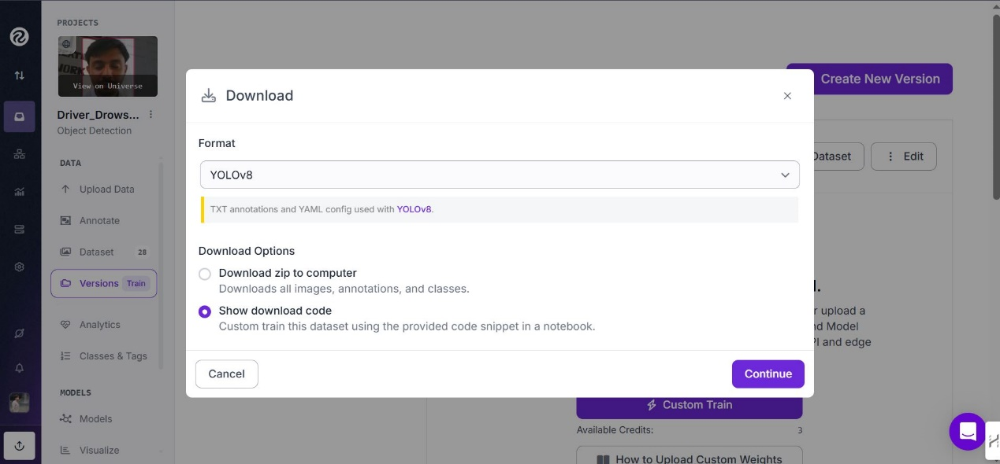 PROJECTS
View on Universe
Driver_Drows...
Object Detection
DATA
Upload Data
Annotate
Dataset 28
Versions Train
Analytics
Classes & Tags
MODELS
Models
Visualize
Create New Version
Dataset
Edit
Download
Format
YOLOv8
TXT annotations and YAML config used with YOLOv8.
Download Options
Download zip to computer
Downloads all images, annotations, and classes.
Show download code
Custom train this dataset using the provided code snippet in a notebook.
Cancel
Continue
upload a
Model
and edge
Custom Train
Available Credits: 3
How to Upload Custom Weights